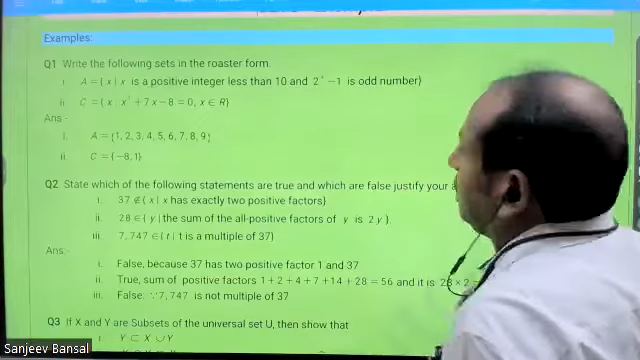 Examples:
Q1 Write the following sets in the roaster form.
i. A = { x | x is a positive integer less than 10 and 2ˣ −1 is odd number}
ii. C = { x | x² + 7 x − 8 = 0, x ∈ R}
Ans:-
i. A = {1, 2, 3, 4, 5, 6, 7, 8, 9}
ii. C = {−8, 1}
Q2 State which of the following statements are true and which are false justify your
i. 37 ∉ { x | x has exactly two positive factors}
ii. 28 ∈ { y | the sum of the all-positive factors of y is 2 y }.
iii. 7,747 ∈ { t | t is a multiple of 37}
Ans:-
i. False, because 37 has two positive factor 1 and 37
ii. True, sum of positive factors 1 + 2 + 4 + 7 + 14 + 28 = 56 and it is 28 × 2
iii. False. ∵ 7, 747 is not multiple of 37
Q3 If X and Y are Subsets of the universal set U, then show that
i. Y ⊂ X ∪ Y
Sanjeev Bansal